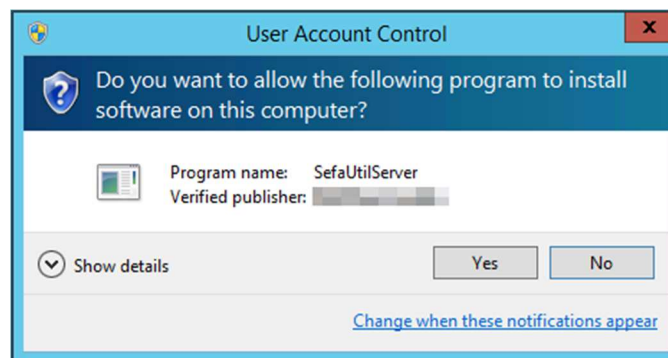 User Account Control
x
Do you want to allow the following program to install
software on this computer?
Program name: SefaUtilServer
Verified publisher:
Show details
Yes
No
Change when these notifications appear